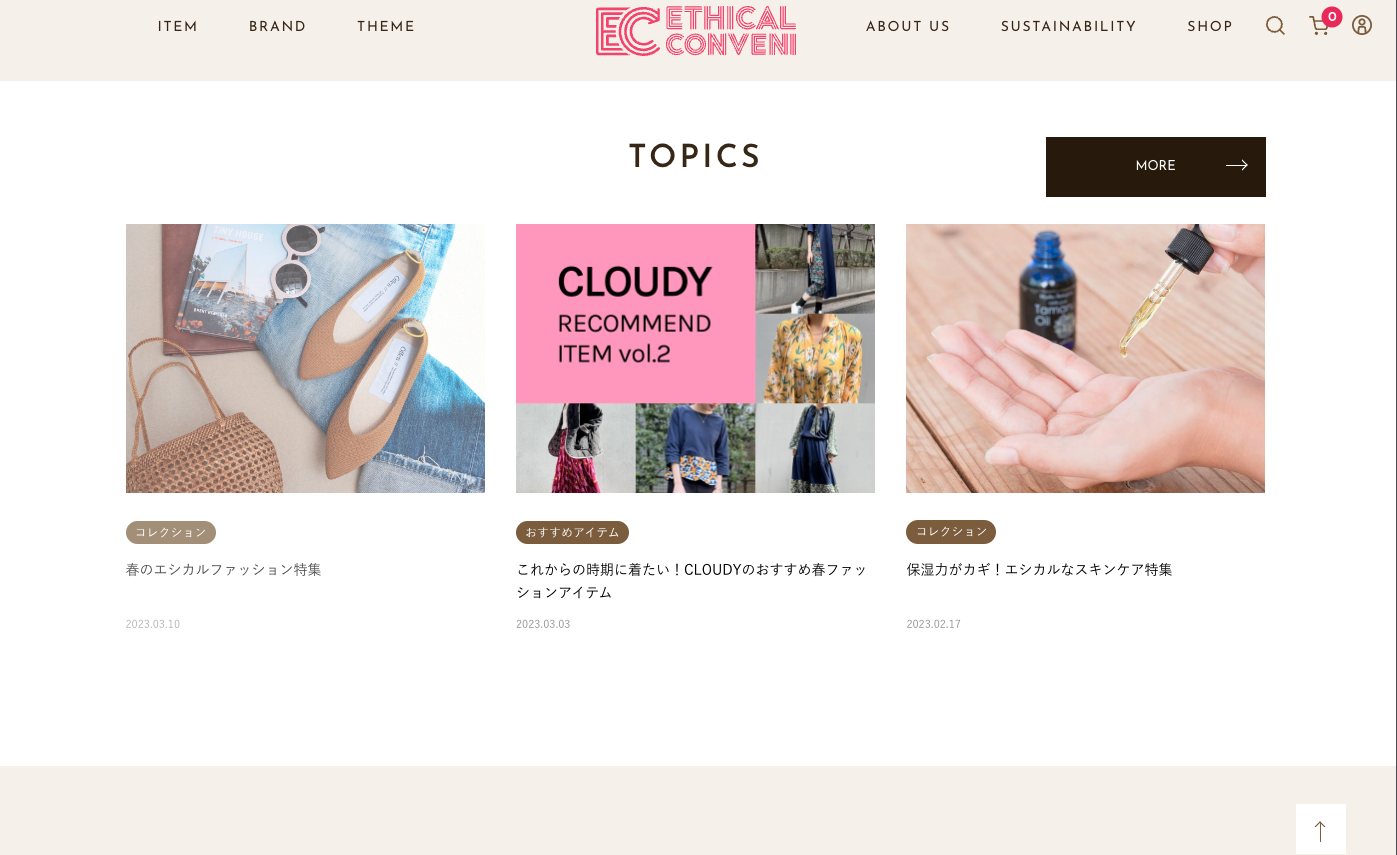 ITEM
BRAND
THEME
EC ETHICAL
CONVENI
ABOUT US
SUSTAINABILITY
SHOP
0
TOPICS
MORE
TINY HOUSE
CLOUDY
RECOMMEND
ITEM vol.2
Tamanu
Oil
コレクション
春のエシカルファッション特集
2023.03.10
おすすめアイテム
これからの時期に着たい！CLOUDYのおすすめ春ファッ
ションアイテム
2023.03.03
コレクション
保湿力がカギ！エシカルなスキンケア特集
2023.02.17